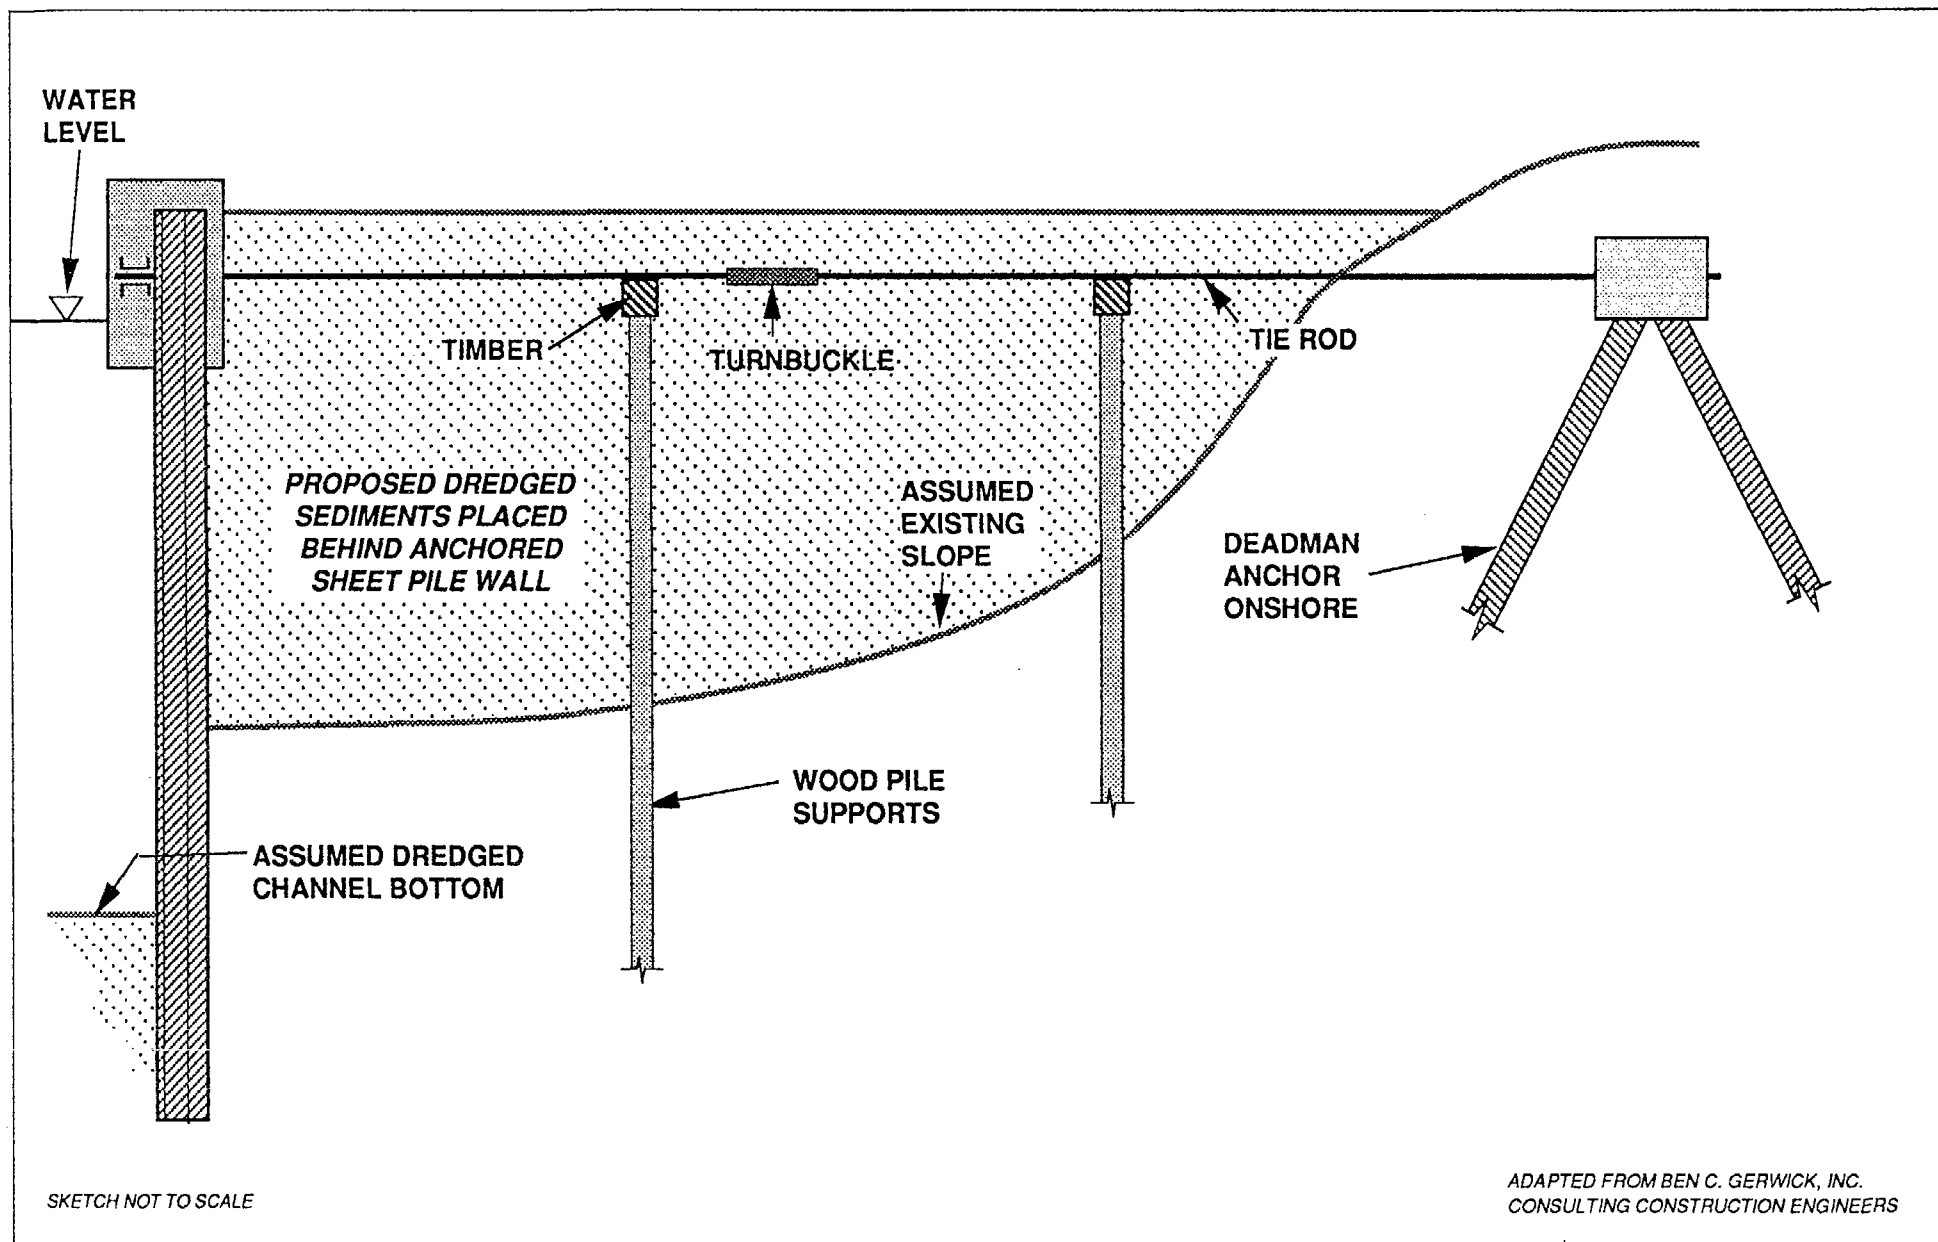 WATER
LEVEL
TIMBER
TURNBUCKLE
TIE ROD
PROPOSED DREDGED
SEDIMENTS PLACED
BEHIND ANCHORED
SHEET PILE WALL
ASSUMED
EXISTING
SLOPE
DEADMAN
ANCHOR
ONSHORE
WOOD PILE
SUPPORTS
ASSUMED DREDGED
CHANNEL BOTTOM
SKETCH NOT TO SCALE
ADAPTED FROM BEN C. GERWICK, INC.
CONSULTING CONSTRUCTION ENGINEERS